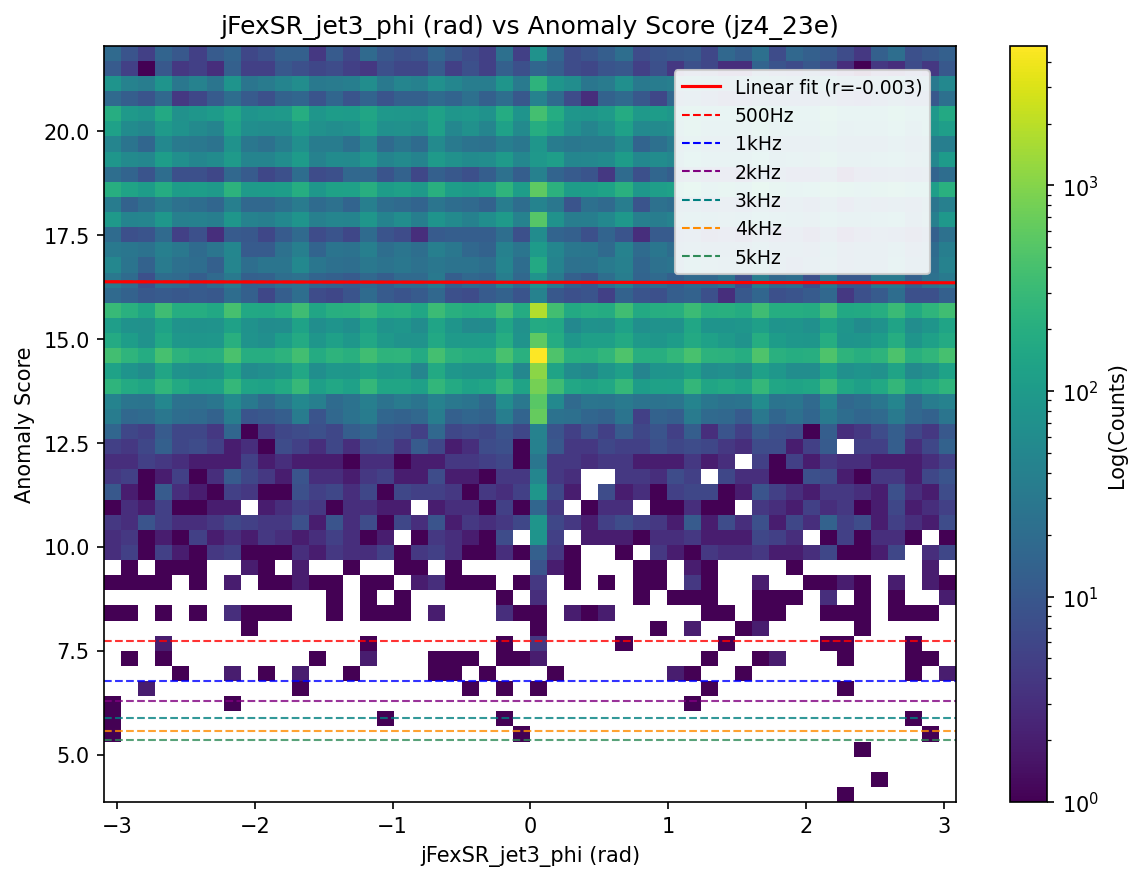 jFexSR_jet3_phi (rad) vs Anomaly Score (jz4_23e)
Linear fit (r=-0.003)
500Hz
1kHz
2kHz
3kHz
4kHz
5kHz
20.0
17.5
15.0
12.5
10.0
7.5
5.0
Anomaly Score
−3
−2
−1
0
1
2
3
jFexSR_jet3_phi (rad)
10³
10²
10¹
10⁰
Log(Counts)